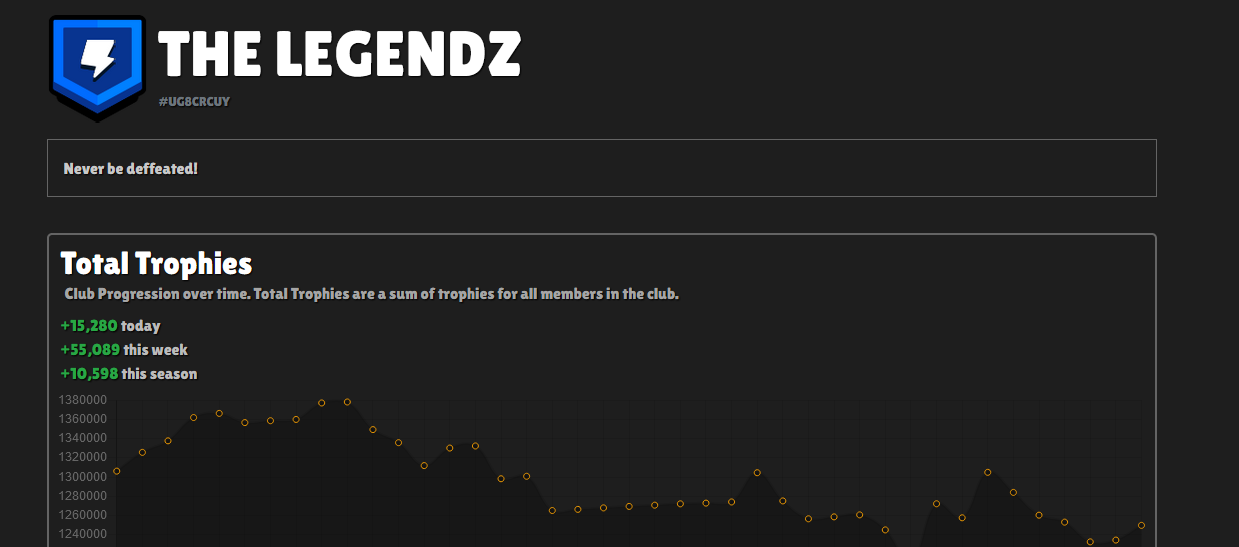 THE LEGENDZ
#UG8CRCUY
Never be deffeated!
Total Trophies
Club Progression over time. Total Trophies are a sum of trophies for all members in the club.
+15,280 today
+55,089 this week
+10,598 this season
1380000
1360000
1340000
1320000
1300000
1280000
1260000
1240000